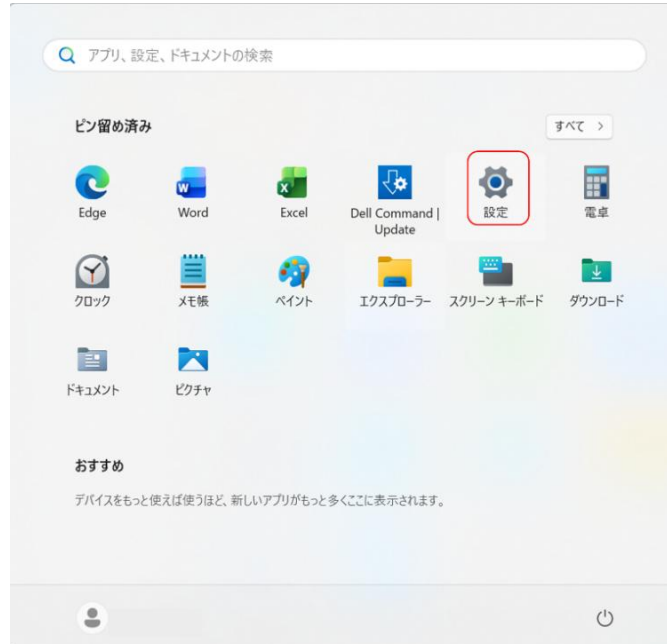 アプリ、設定、ドキュメントの検索
ピン留め済み
すべて >
Edge
Word
Excel
Dell Command |
Update
設定
電卓
クロック
メモ帳
ペイント
エクスプローラー
スクリーン キーボード
ダウンロード
ドキュメント
ピクチャ
おすすめ
デバイスをもっと使えば使うほど、新しいアプリがもっと多くここに表示されます。